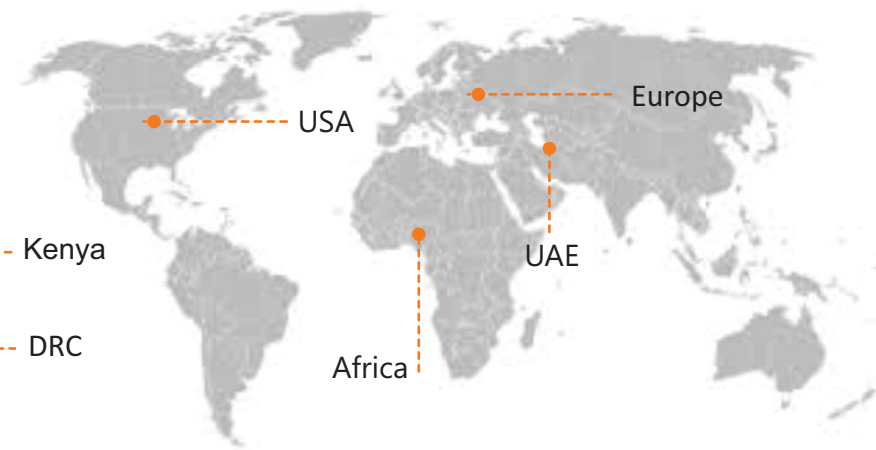 Europe
USA
Kenya
UAE
DRC
Africa